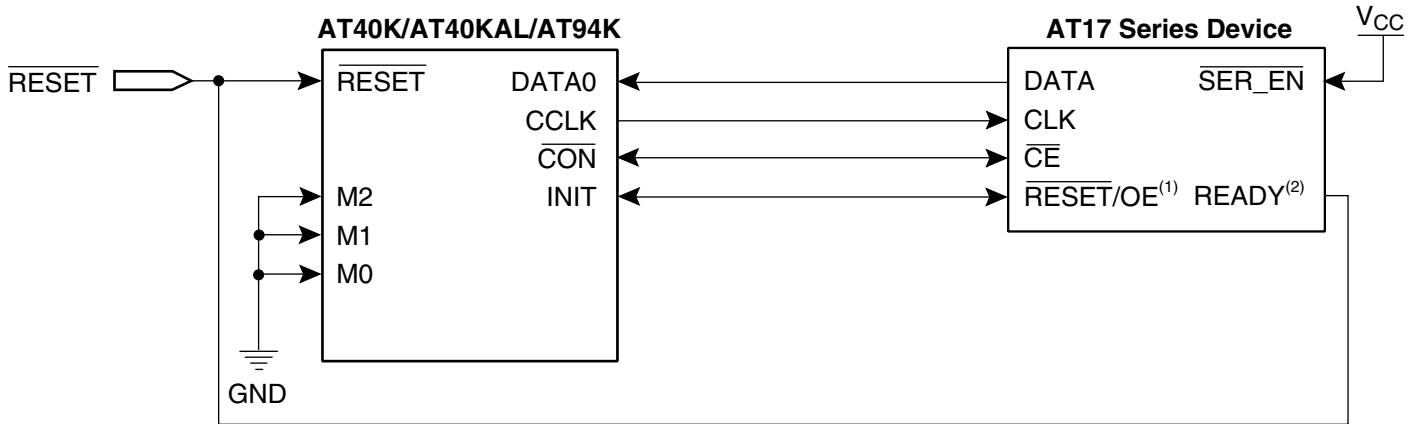 AT40K/AT40KAL/AT94K
AT17 Series Device
VCC
RESET
RESET
DATA0
DATA
SER_EN
CCLK
CLK
CON
CE
M2
INIT
RESET/OE(1)
READY(2)
M1
M0
GND